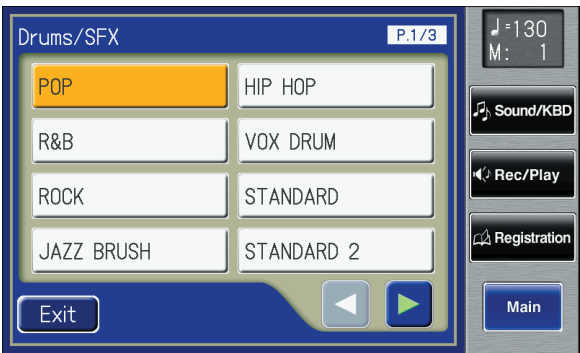 Drums/SFX P.1/3
POP HIP HOP
R&B VOX DRUM
ROCK STANDARD
JAZZ BRUSH STANDARD 2
Exit
♩=130
M: 1
Sound/KBD
Rec/Play
Registration
Main